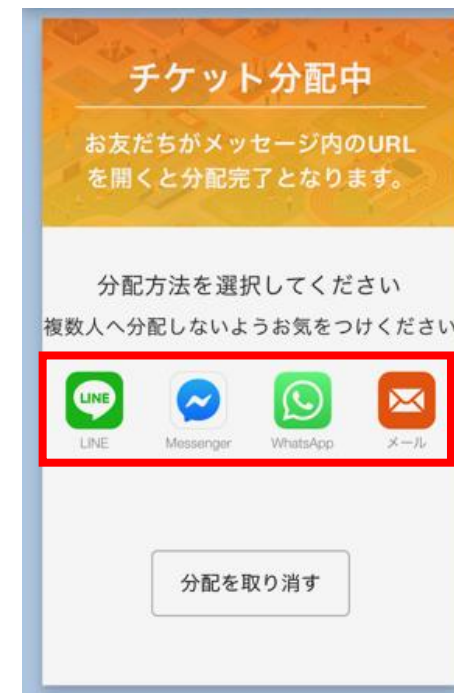 チケット分配中
お友だちがメッセージ内のURL
を開くと分配完了となります。
分配方法を選択してください
複数人へ分配しないようお気をつけください
LINE
LINE Messenger WhatsApp メール
分配を取り消す